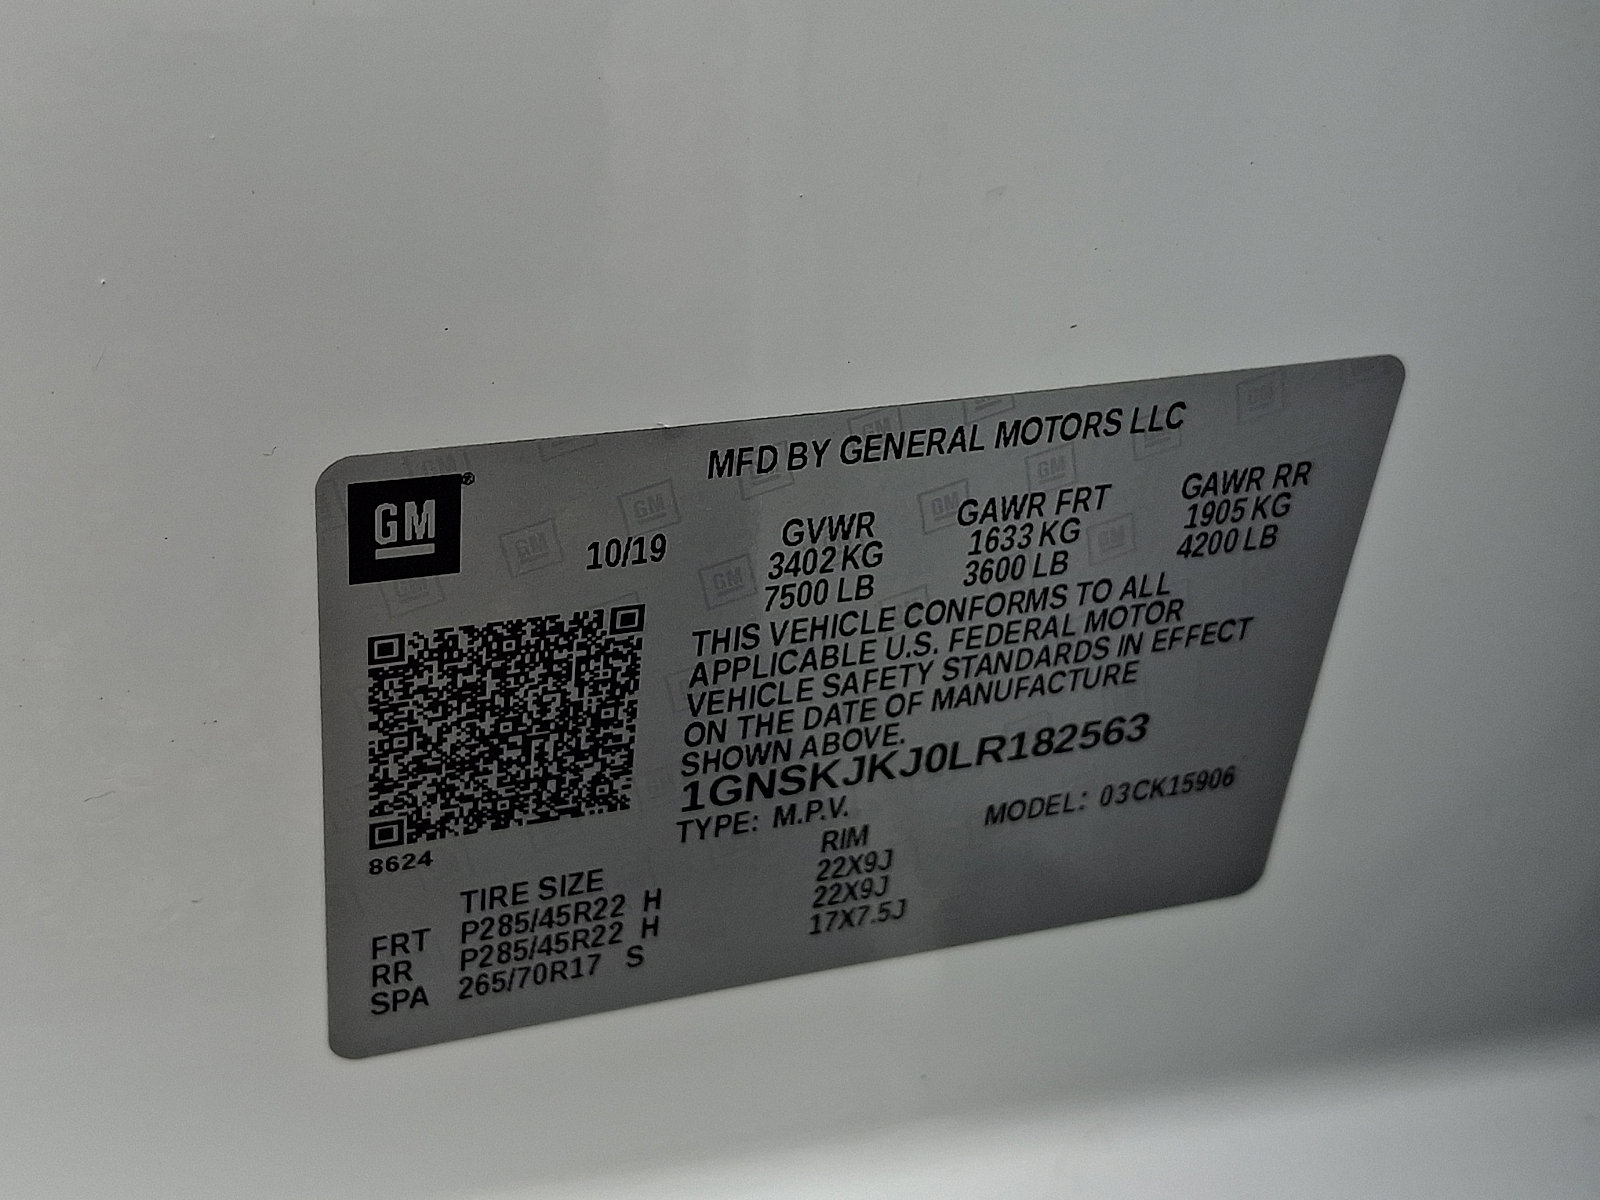 MFD BY GENERAL MOTORS LLC
GM®
10/19
GVWR GAWR FRT GAWR RR
3402 KG 1633 KG 1905 KG
7500 LB 3600 LB 4200 LB
THIS VEHICLE CONFORMS TO ALL
APPLICABLE U.S. FEDERAL MOTOR
VEHICLE SAFETY STANDARDS IN EFFECT
ON THE DATE OF MANUFACTURE
SHOWN ABOVE.
1GNSKJKJ0LR182563
TYPE: M.P.V. MODEL: 03CK15906
8624
TIRE SIZE RIM
FRT P285/45R22 H 22X9J
RR P285/45R22 H 22X9J
SPA 265/70R17 S 17X7.5J